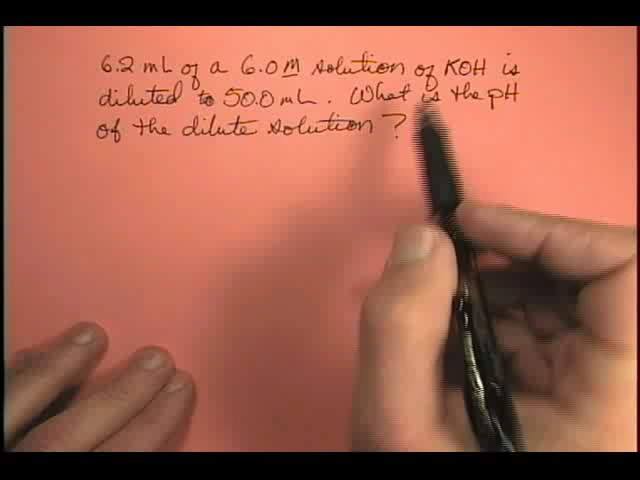 6.2 mL of a 6.0 M solution of KOH is
diluted to 50.0 mL. What is the pH
of the dilute solution?